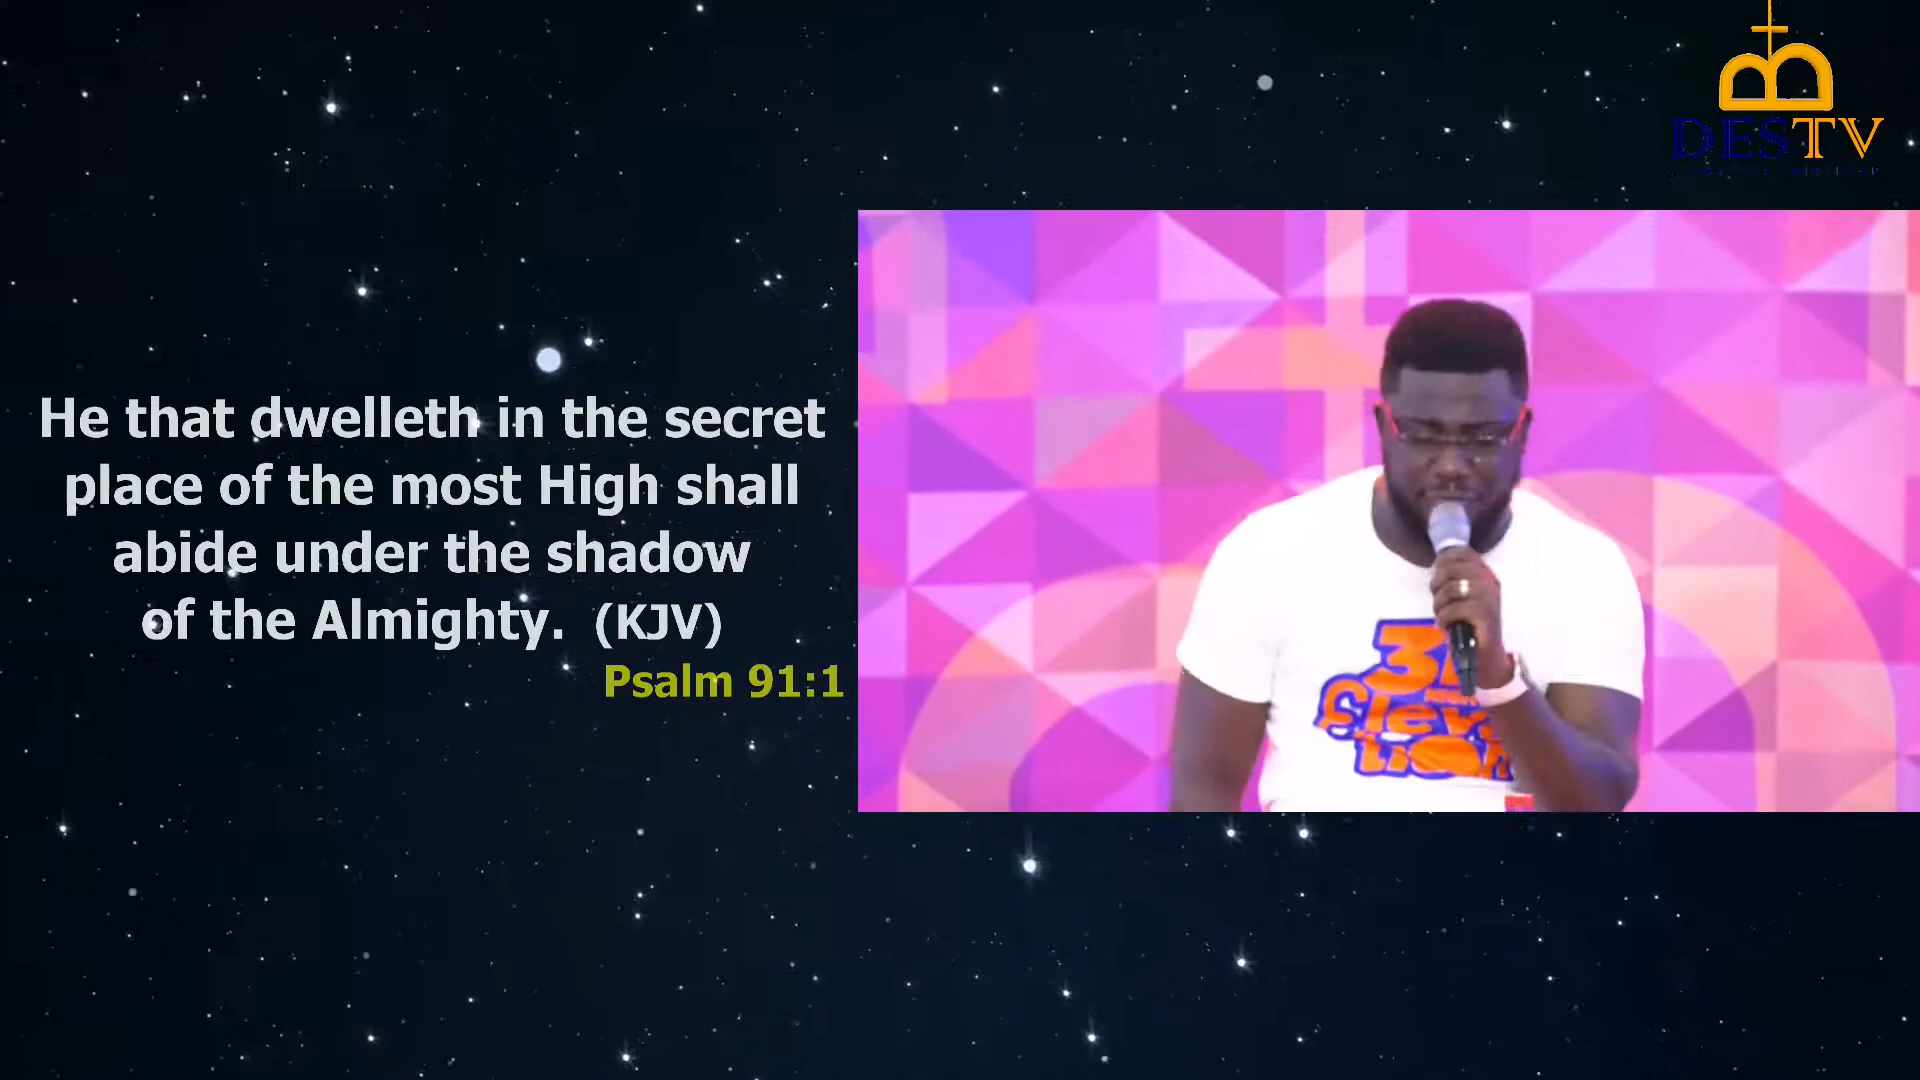 DESTV
He that dwelleth in the secret
place of the most High shall
abide under the shadow
of the Almighty. (KJV)
Psalm 91:1